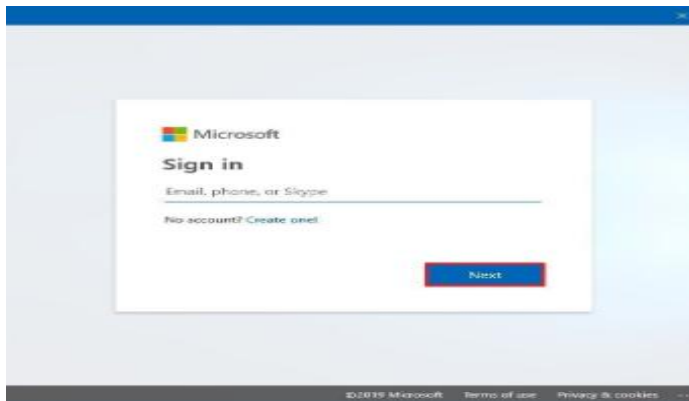 Microsoft
Sign in
Email, phone, or Skype
No account? Create one!
Next
©2019 Microsoft Terms of use Privacy & cookies ...